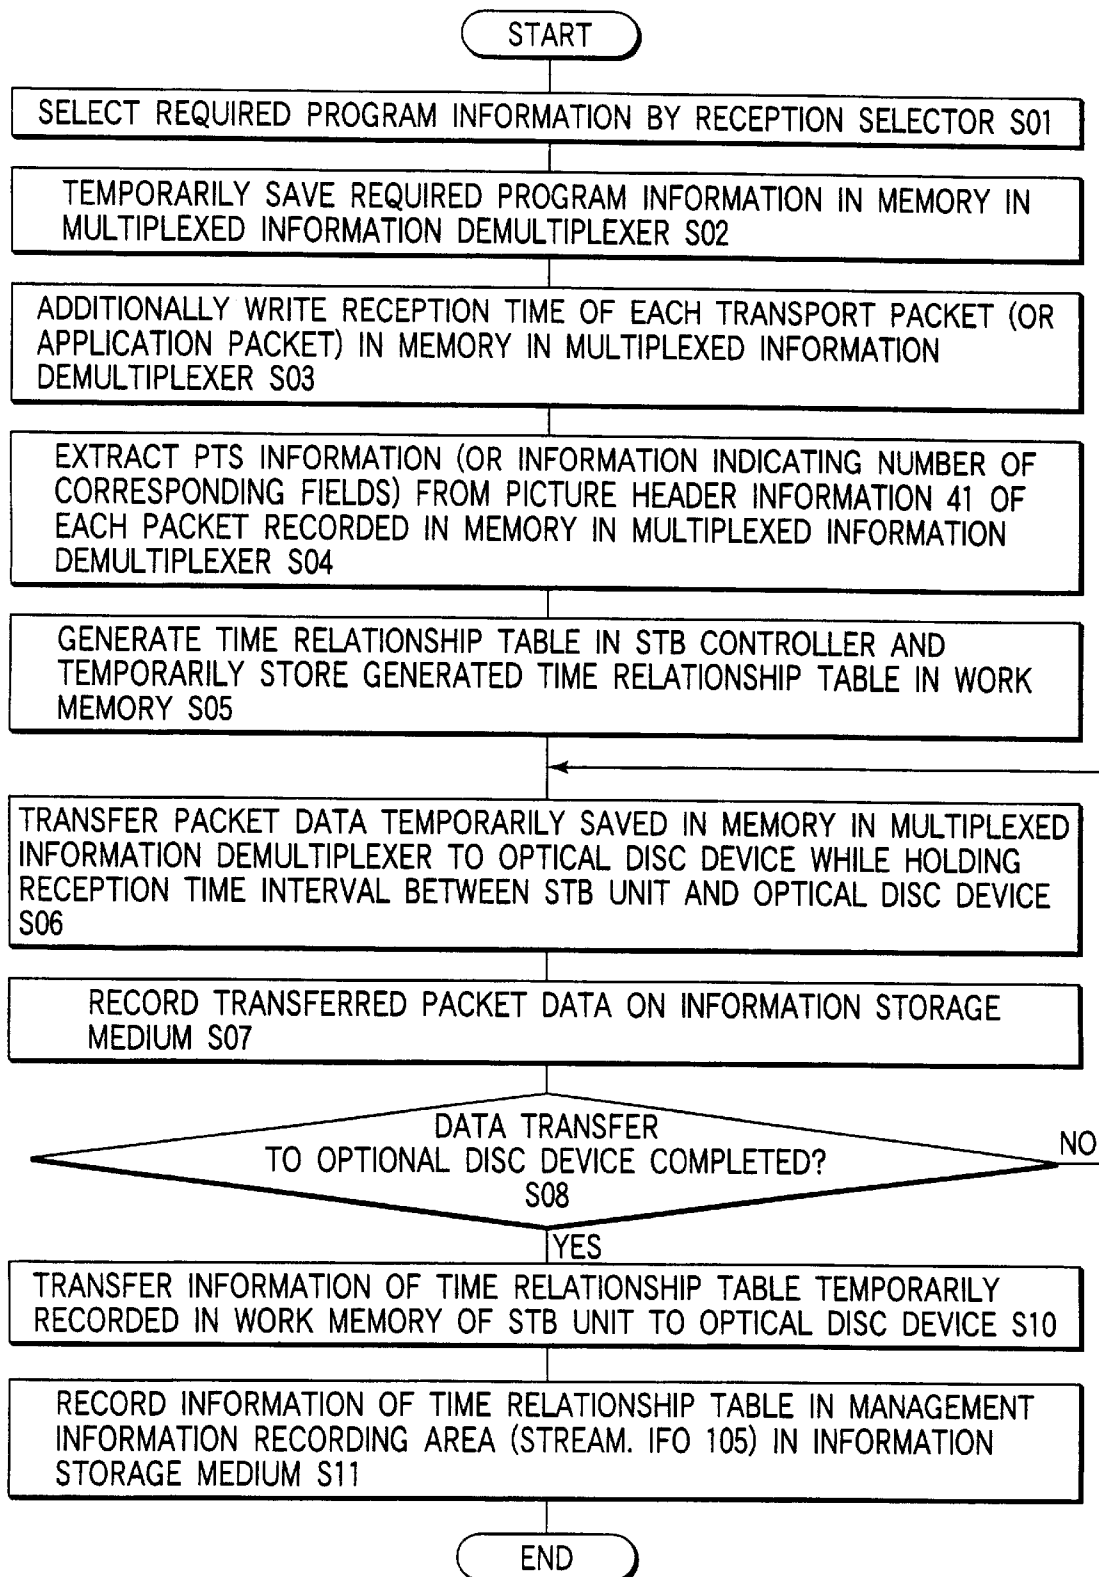 START
SELECT REQUIRED PROGRAM INFORMATION BY RECEPTION SELECTOR S01
TEMPORARILY SAVE REQUIRED PROGRAM INFORMATION IN MEMORY IN
MULTIPLEXED INFORMATION DEMULTIPLEXER S02
ADDITIONALLY WRITE RECEPTION TIME OF EACH TRANSPORT PACKET (OR
APPLICATION PACKET) IN MEMORY IN MULTIPLEXED INFORMATION
DEMULTIPLEXER S03
EXTRACT PTS INFORMATION (OR INFORMATION INDICATING NUMBER OF
CORRESPONDING FIELDS) FROM PICTURE HEADER INFORMATION 41 OF
EACH PACKET RECORDED IN MEMORY IN MULTIPLEXED INFORMATION
DEMULTIPLEXER S04
GENERATE TIME RELATIONSHIP TABLE IN STB CONTROLLER AND
TEMPORARILY STORE GENERATED TIME RELATIONSHIP TABLE IN WORK
MEMORY S05
TRANSFER PACKET DATA TEMPORARILY SAVED IN MEMORY IN MULTIPLEXED
INFORMATION DEMULTIPLEXER TO OPTICAL DISC DEVICE WHILE HOLDING
RECEPTION TIME INTERVAL BETWEEN STB UNIT AND OPTICAL DISC DEVICE
S06
RECORD TRANSFERRED PACKET DATA ON INFORMATION STORAGE
MEDIUM S07
DATA TRANSFER
TO OPTIONAL DISC DEVICE COMPLETED?
S08
NO
YES
TRANSFER INFORMATION OF TIME RELATIONSHIP TABLE TEMPORARILY
RECORDED IN WORK MEMORY OF STB UNIT TO OPTICAL DISC DEVICE S10
RECORD INFORMATION OF TIME RELATIONSHIP TABLE IN MANAGEMENT
INFORMATION RECORDING AREA (STREAM. IFO 105) IN INFORMATION
STORAGE MEDIUM S11
END